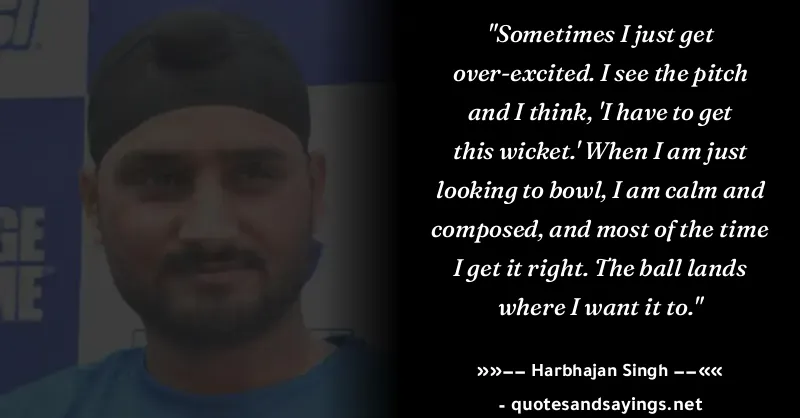 "Sometimes I just get
over-excited. I see the pitch
and I think, 'I have to get
this wicket.' When I am just
looking to bowl, I am calm and
composed, and most of the time
I get it right. The ball lands
where I want it to."
»»−− Harbhajan Singh −−««
- quotesandsayings.net